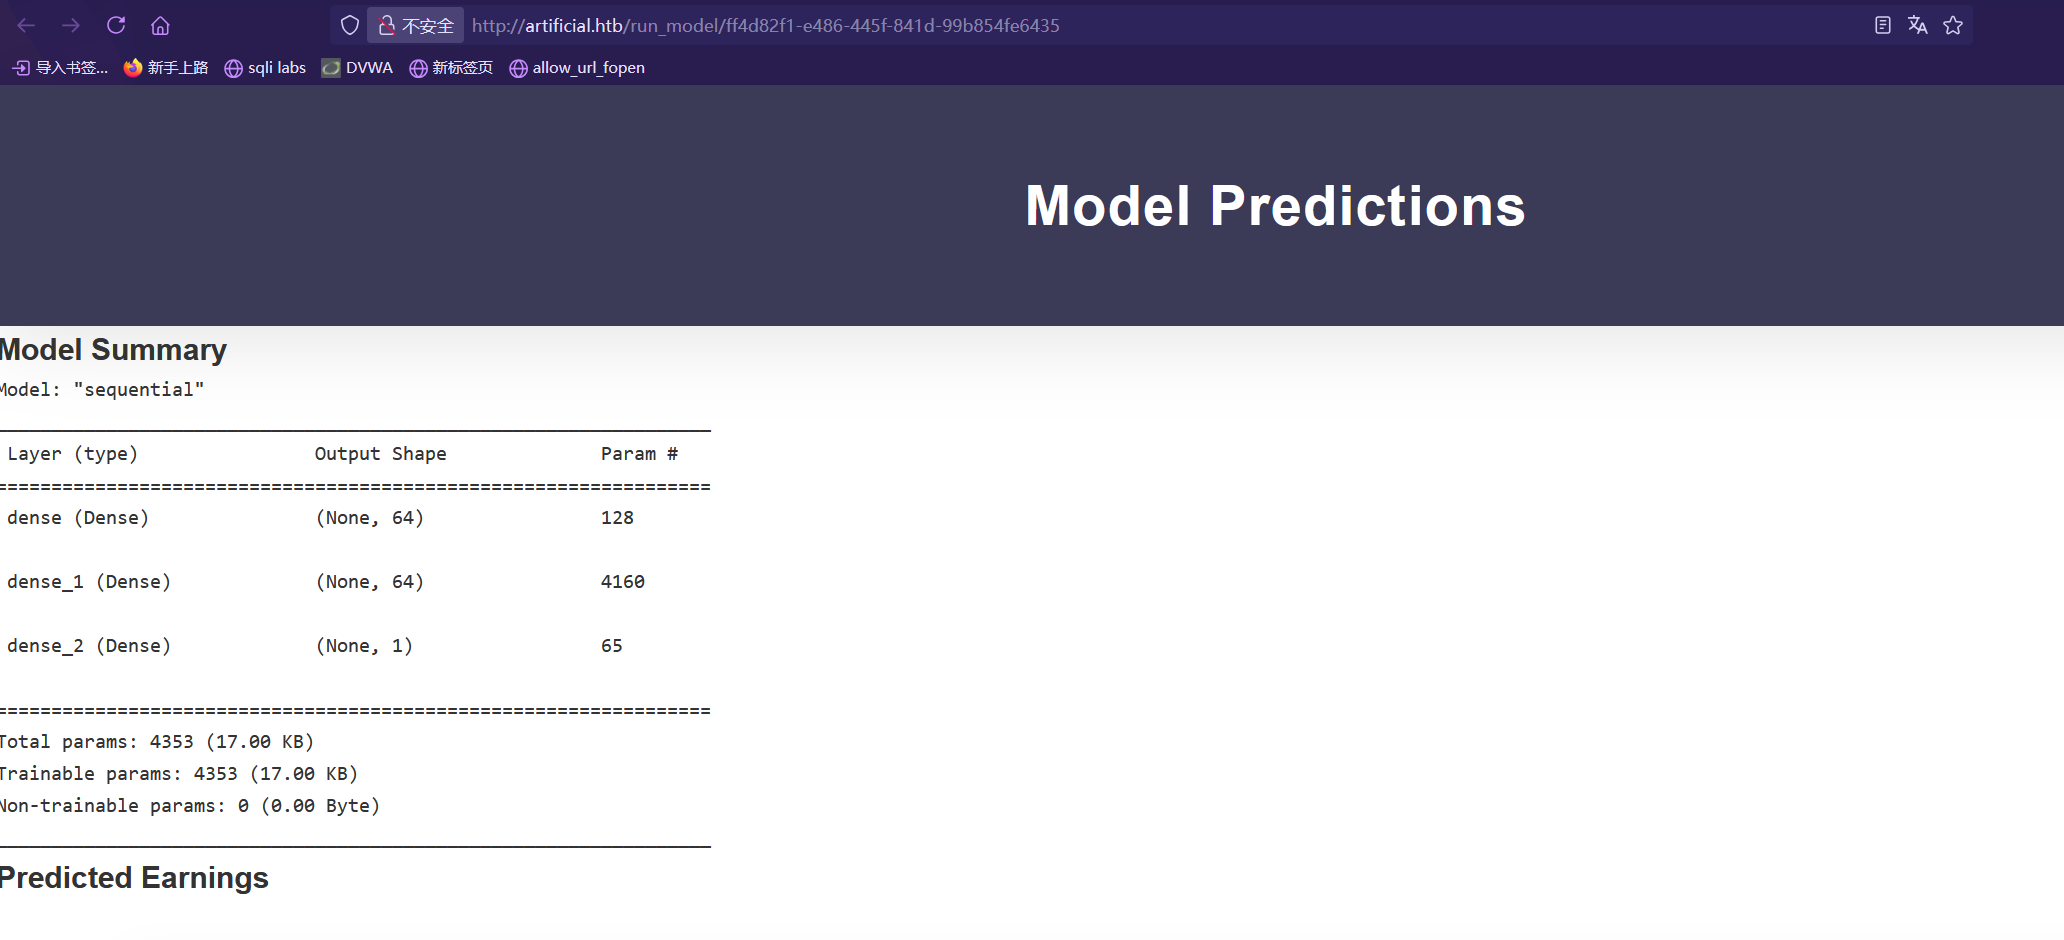 不安全 http://artificial.htb/run_model/ff4d82f1-e486-445f-841d-99b854fe6435
导入书签... 新手上路 sqli labs DVWA 新标签页 allow_url_fopen
Model Predictions
Model Summary
Model: "sequential"
_________________________________________________________________
Layer (type) Output Shape Param #
=================================================================
dense (Dense) (None, 64) 128
dense_1 (Dense) (None, 64) 4160
dense_2 (Dense) (None, 1) 65
=================================================================
Total params: 4353 (17.00 KB)
Trainable params: 4353 (17.00 KB)
Non-trainable params: 0 (0.00 Byte)
_________________________________________________________________
Predicted Earnings